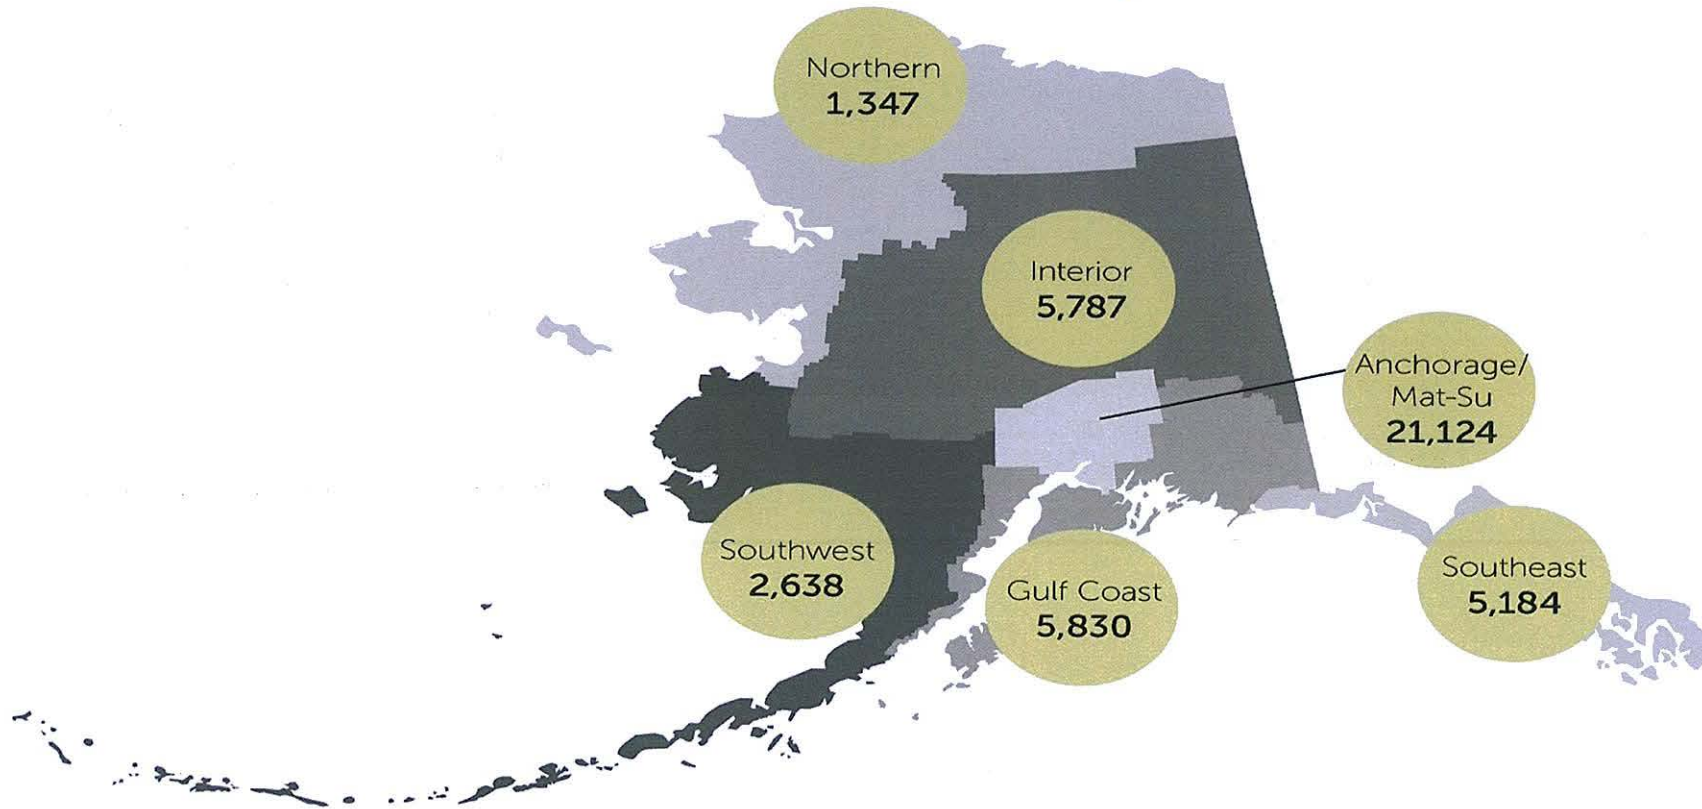 Northern
1,347
Interior
5,787
Anchorage/
Mat-Su
21,124
Southwest
2,638
Gulf Coast
5,830
Southeast
5,184